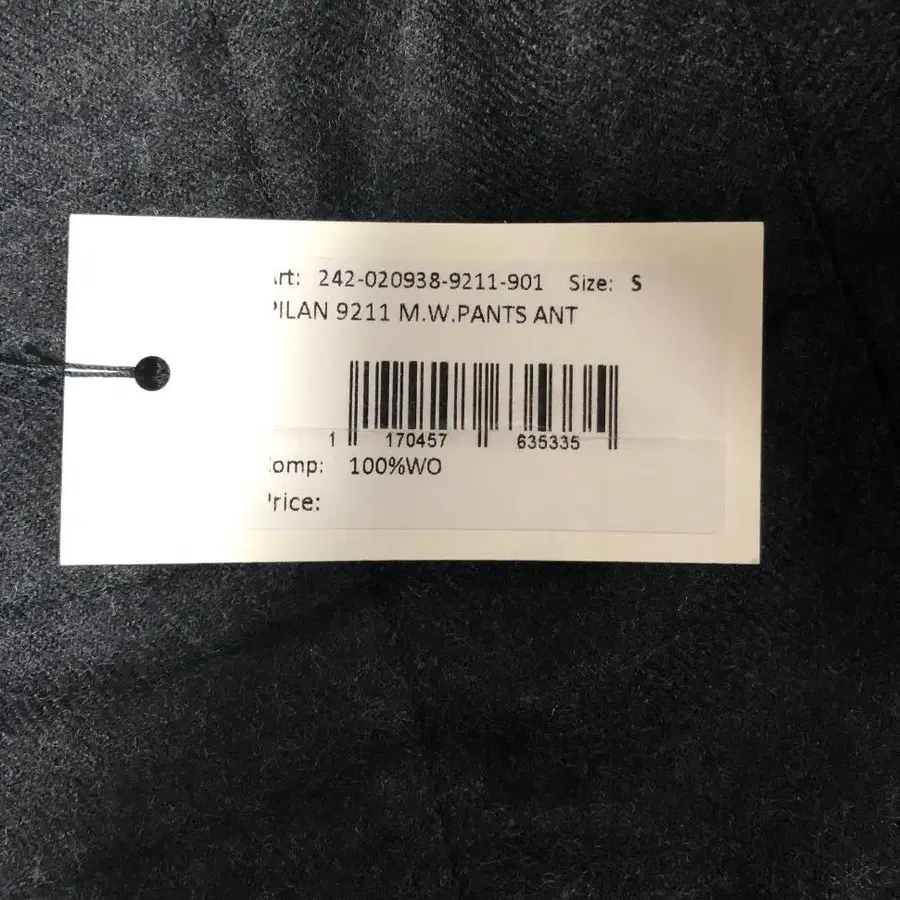 Art: 242-020938-9211-901 Size: S
PILAN 9211 M.W.PANTS ANT
1 170457 635335
Comp: 100%WO
Price: